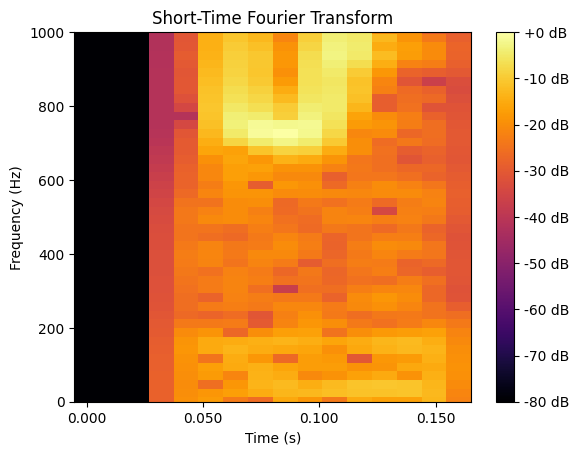 Short-Time Fourier Transform
Frequency (Hz)
1000
800
600
400
200
0
0.000
0.050
0.100
0.150
Time (s)
+0 dB
-10 dB
-20 dB
-30 dB
-40 dB
-50 dB
-60 dB
-70 dB
-80 dB